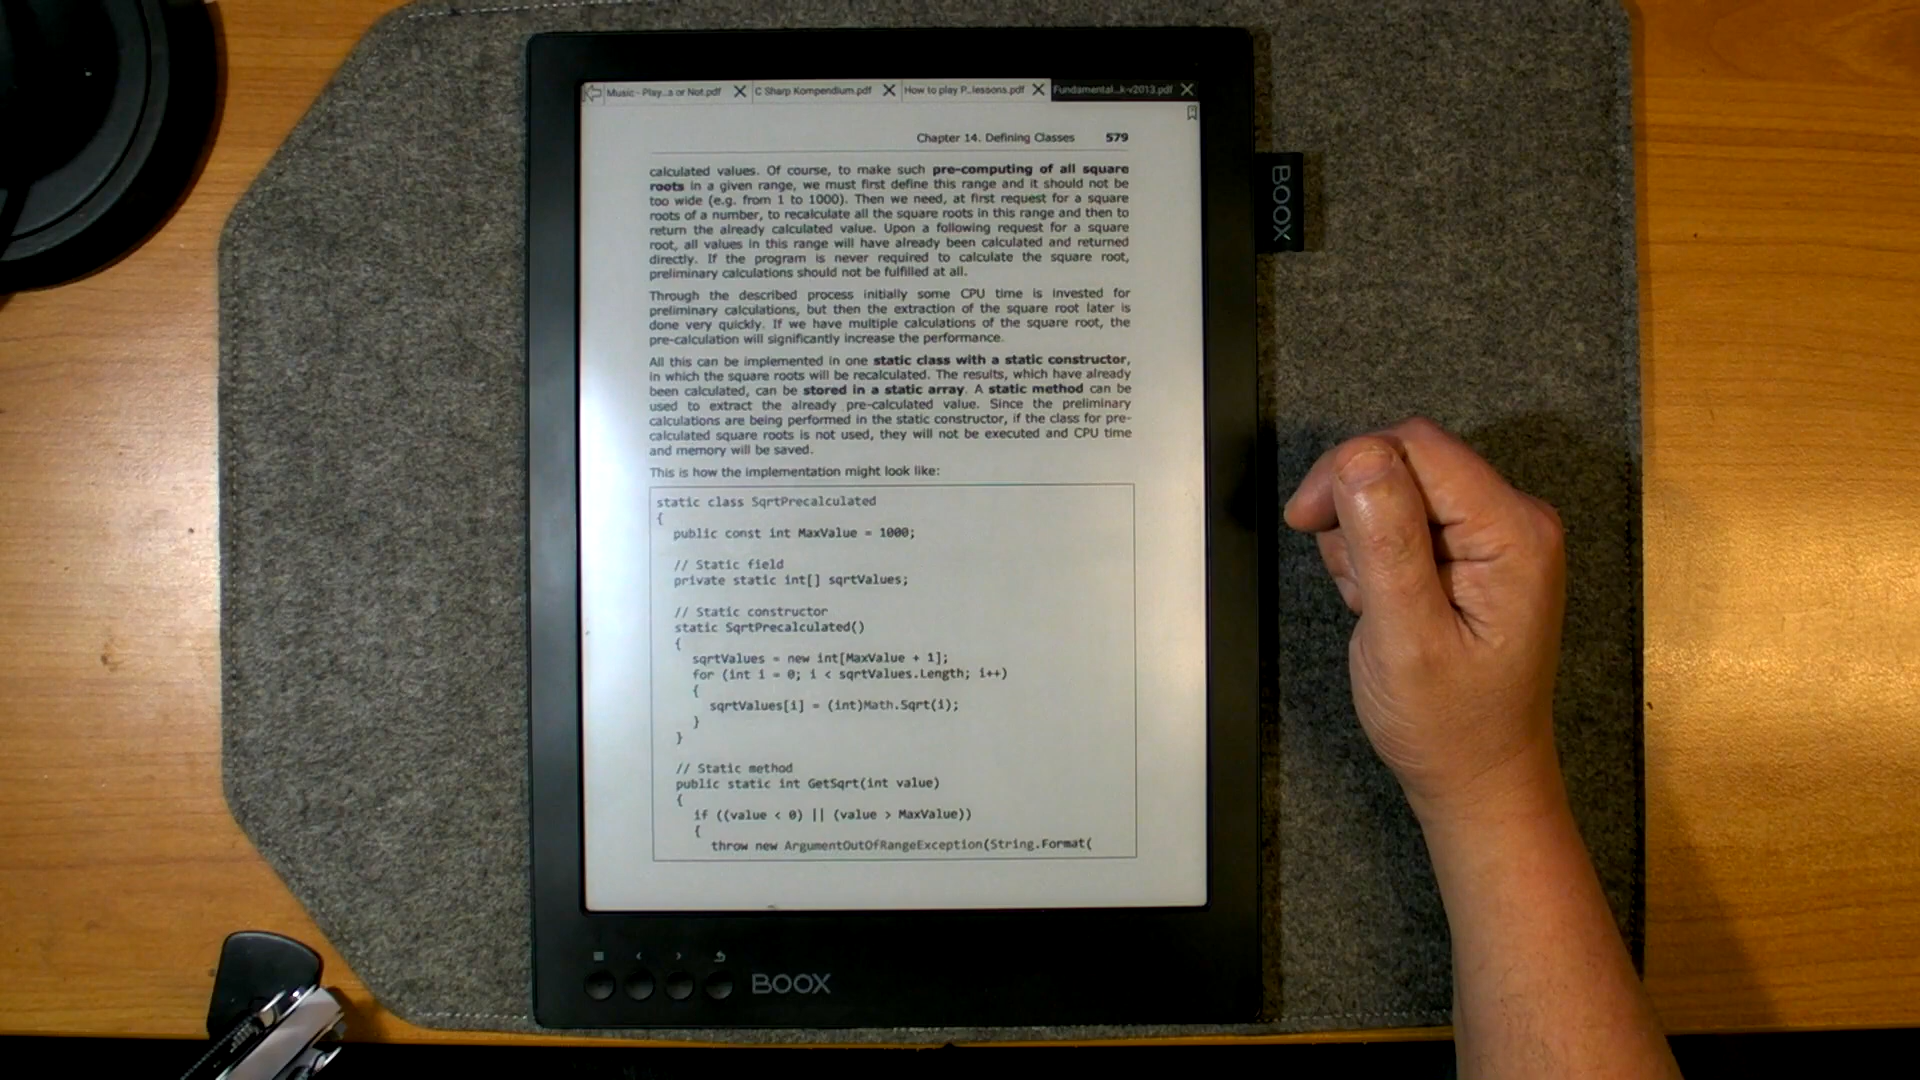 Music - Play...s or Not.pdf
C Sharp Kompendium.pdf
How to play P...lessons.pdf
Fundamental...k-v2013.pdf
Chapter 14. Defining Classes 579
calculated values. Of course, to make such pre-computing of all square
roots in a given range, we must first define this range and it should not be
too wide (e.g. from 1 to 1000). Then we need, at first request for a square
roots of a number, to recalculate all the square roots in this range and then to
return the already calculated value. Upon a following request for a square
root, all values in this range will have already been calculated and returned
directly. If the program is never required to calculate the square root,
preliminary calculations should not be fulfilled at all.
Through the described process initially some CPU time is invested for
preliminary calculations, but then the extraction of the square root later is
done very quickly. If we have multiple calculations of the square root, the
pre-calculation will significantly increase the performance.
All this can be implemented in one static class with a static constructor,
in which the square roots will be recalculated. The results, which have already
been calculated, can be stored in a static array. A static method can be
used to extract the already pre-calculated value. Since the preliminary
calculations are being performed in the static constructor, if the class for pre-
calculated square roots is not used, they will not be executed and CPU time
and memory will be saved.
This is how the implementation might look like:
static class SqrtPrecalculated
{
public const int MaxValue = 1000;
// Static field
private static int[] sqrtValues;
// Static constructor
static SqrtPrecalculated()
{
sqrtValues = new int[MaxValue + 1];
for (int i = 0; i < sqrtValues.Length; i++)
{
sqrtValues[i] = (int)Math.Sqrt(i);
}
}
// Static method
public static int GetSqrt(int value)
{
if ((value < 0) || (value > MaxValue))
{
throw new ArgumentOutOfRangeException(String.Format(
BOOX
BOOX